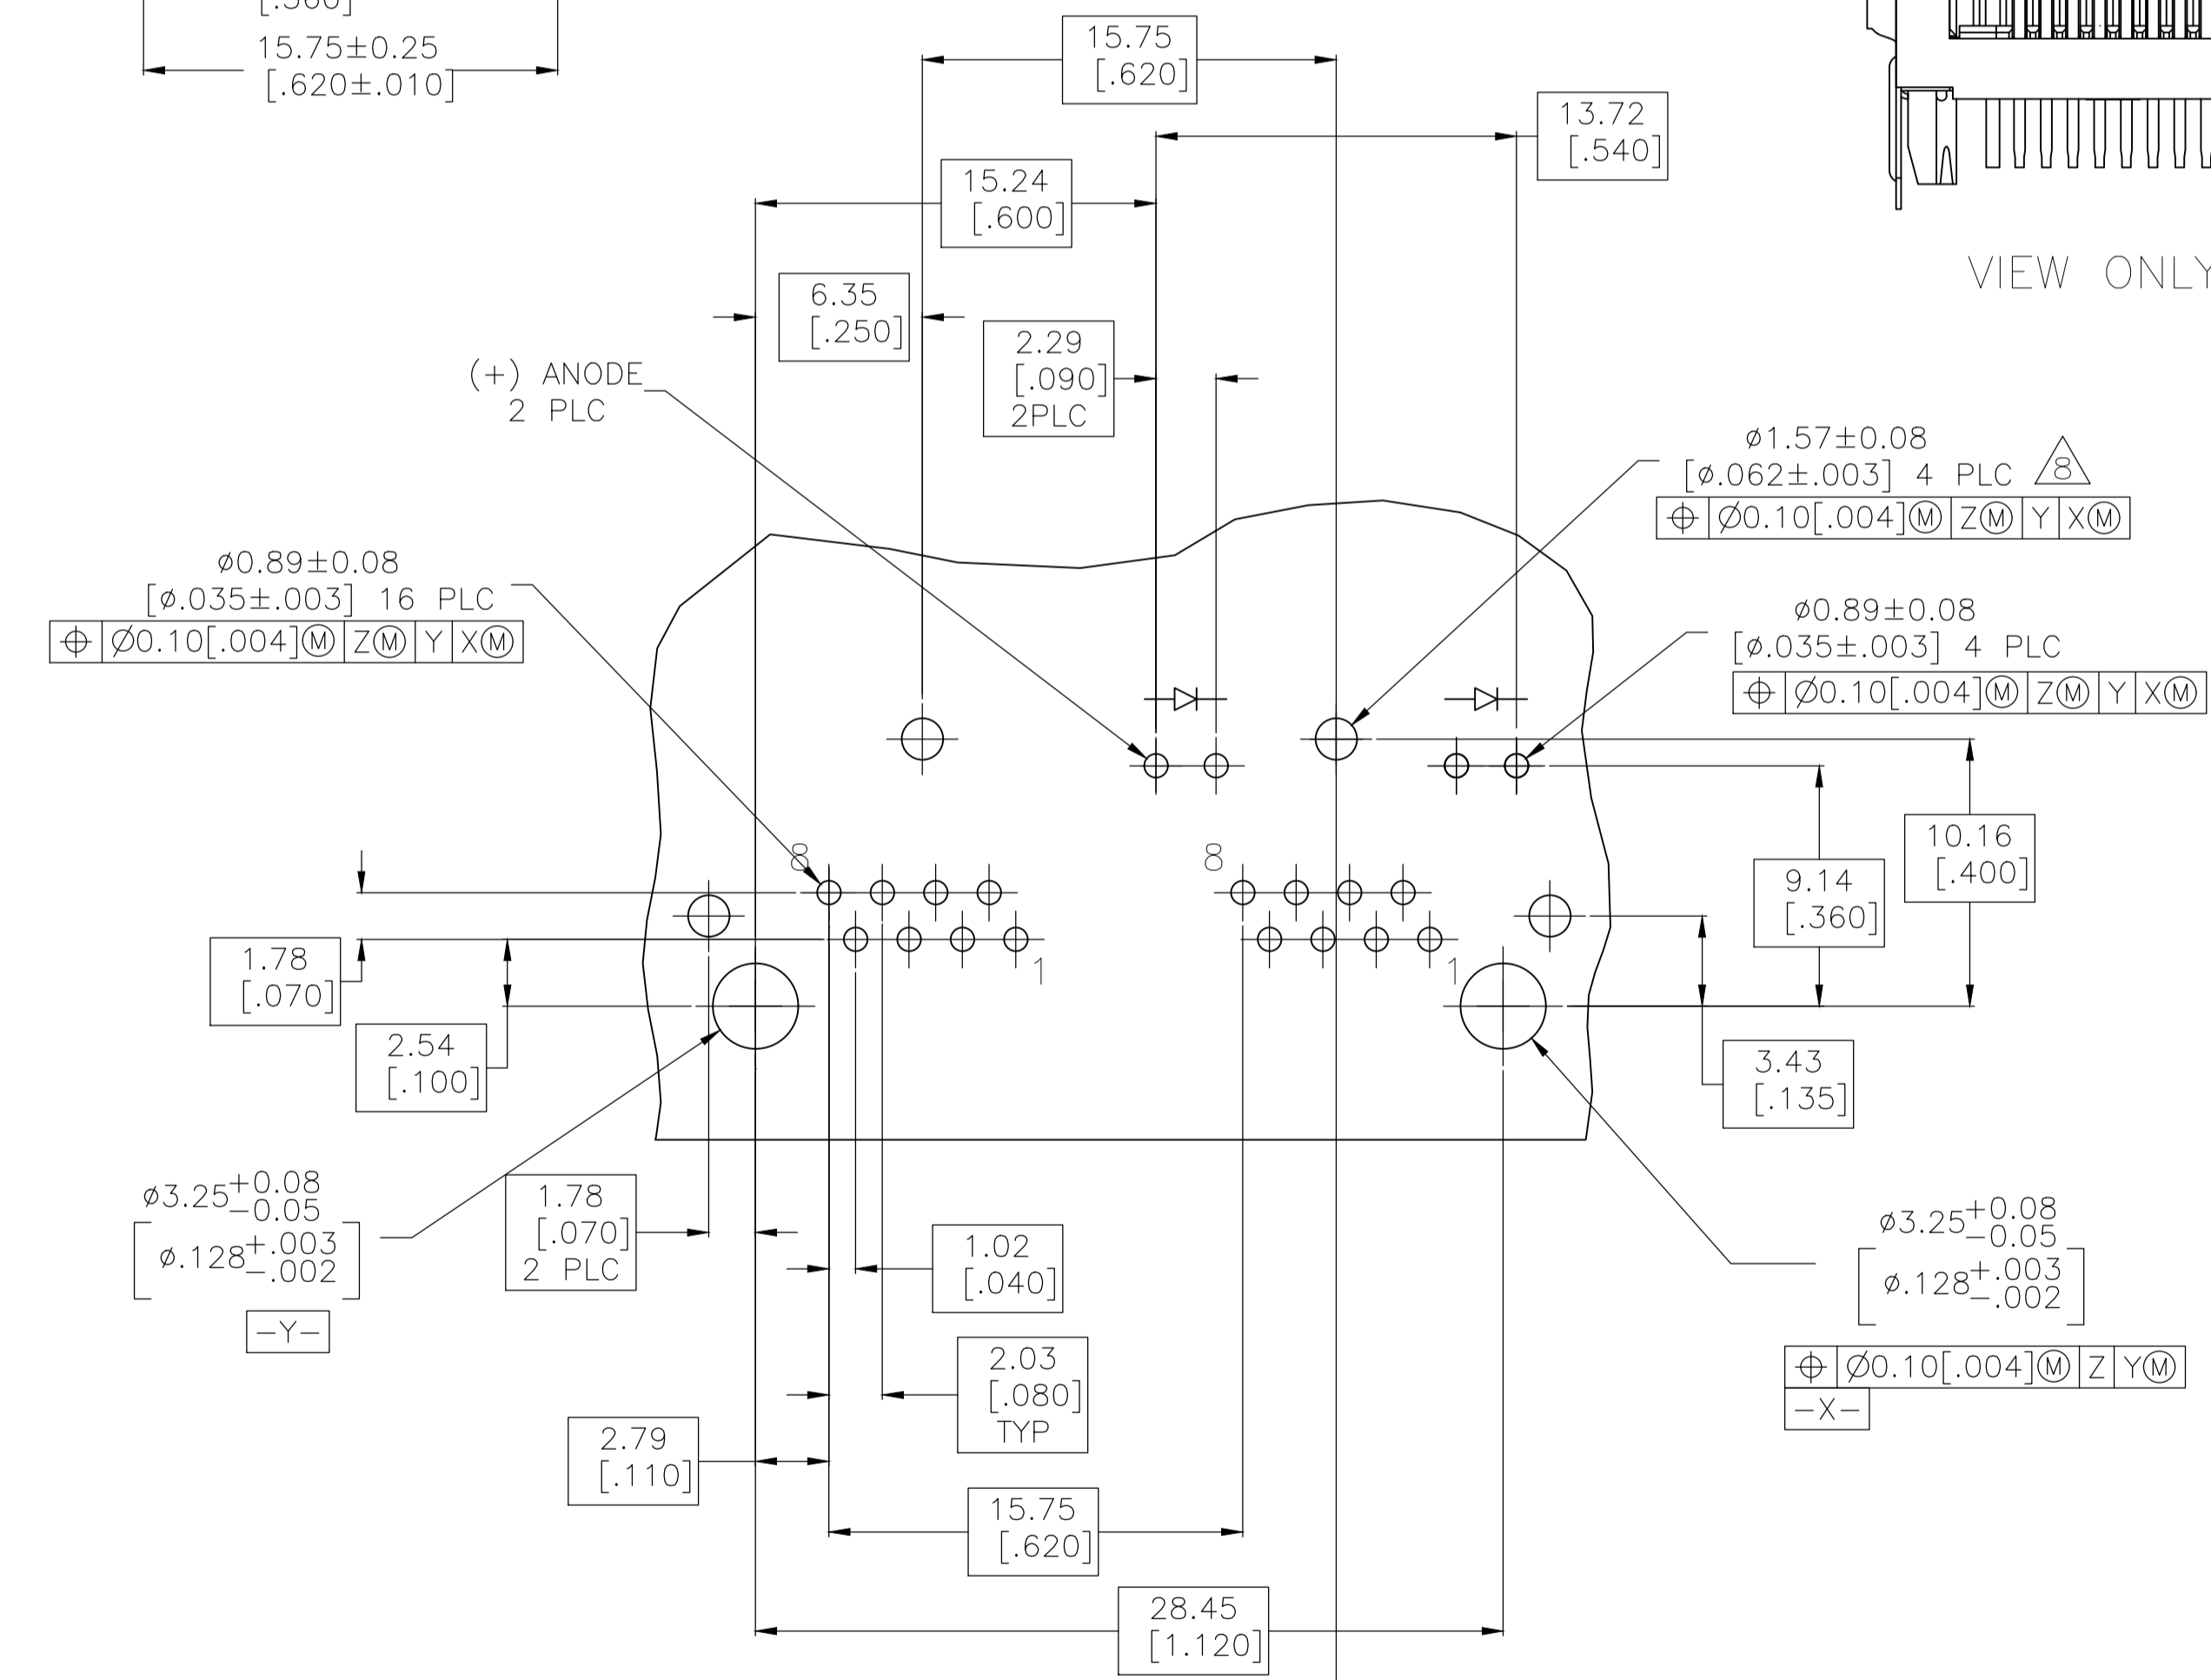 [.360]
15.75±0.25
[.620±.010]
15.75
[.620]
13.72
[.540]
15.24
[.600]
VIEW ONLY
6.35
[.250]
2.29
[.090]
2PLC
(+) ANODE
2 PLC
ø1.57±0.08
[ø.062±.003] 4 PLC 8
⌖ Ø0.10[.004]Ⓜ ZⓂ Y XⓂ
ø0.89±0.08
[ø.035±.003] 16 PLC
⌖ Ø0.10[.004]Ⓜ ZⓂ Y XⓂ
ø0.89±0.08
[ø.035±.003] 4 PLC
⌖ Ø0.10[.004]Ⓜ ZⓂ Y XⓂ
8
8
10.16
[.400]
9.14
[.360]
1.78
[.070]
1
1
2.54
[.100]
3.43
[.135]
ø3.25+0.08
−0.05
[ø.128+.003
−.002]
−Y−
1.78
[.070]
2 PLC
1.02
[.040]
ø3.25+0.08
−0.05
[ø.128+.003
−.002]
⌖ Ø0.10[.004]Ⓜ Z YⓂ
−X−
2.03
[.080]
TYP
2.79
[.110]
15.75
[.620]
28.45
[1.120]